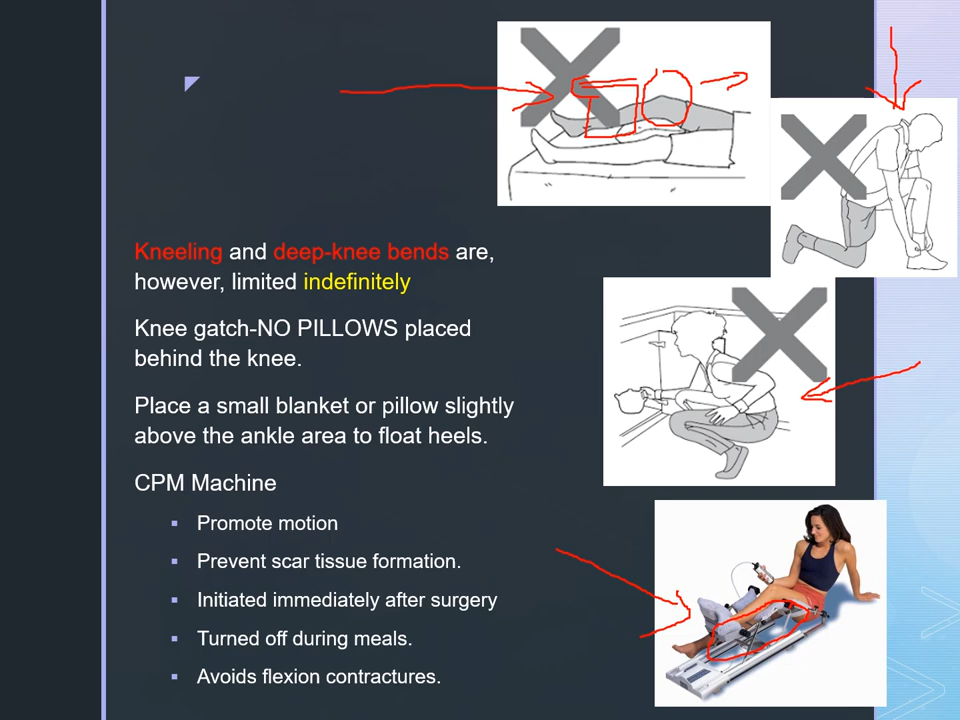 Kneeling and deep-knee bends are,
however, limited indefinitely
Knee gatch-NO PILLOWS placed
behind the knee.
Place a small blanket or pillow slightly
above the ankle area to float heels.
CPM Machine
Promote motion
Prevent scar tissue formation.
Initiated immediately after surgery
Turned off during meals.
Avoids flexion contractures.